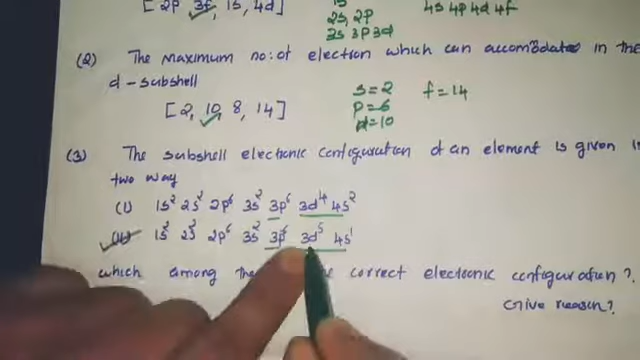 [2p, 3f, 1s, 4d]
1s
2s, 2p
3s 3p 3d
4s 4p 4d 4f
(2) The maximum no: of election which can accomodated in the
d-subshell
[2, 10, 8, 14]
s=2
p=6
d=10
f=14
(3) The subshell electronic configuration of an element is given in
two way
(i) 1s² 2s² 2p⁶ 3s² 3p⁶ 3d⁴ 4s²
(ii) 1s² 2s² 2p⁶ 3s² 3p⁶ 3d⁵ 4s¹
which among correct electronic configuration?
Give reason?